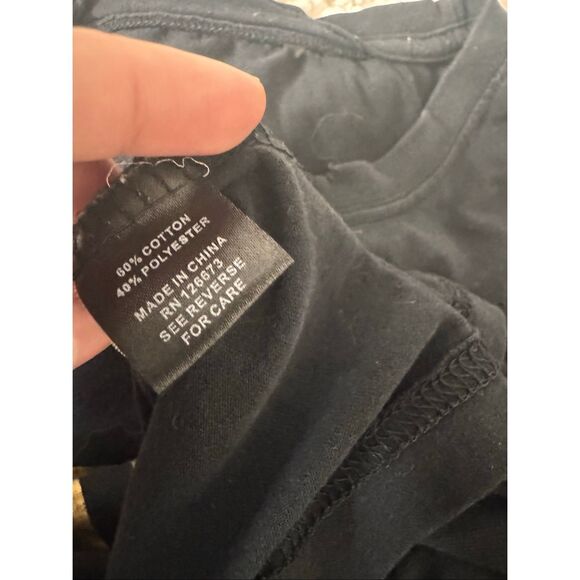 60% COTTON
40% POLYESTER
MADE IN CHINA
RN 126673
SEE REVERSE
FOR CARE